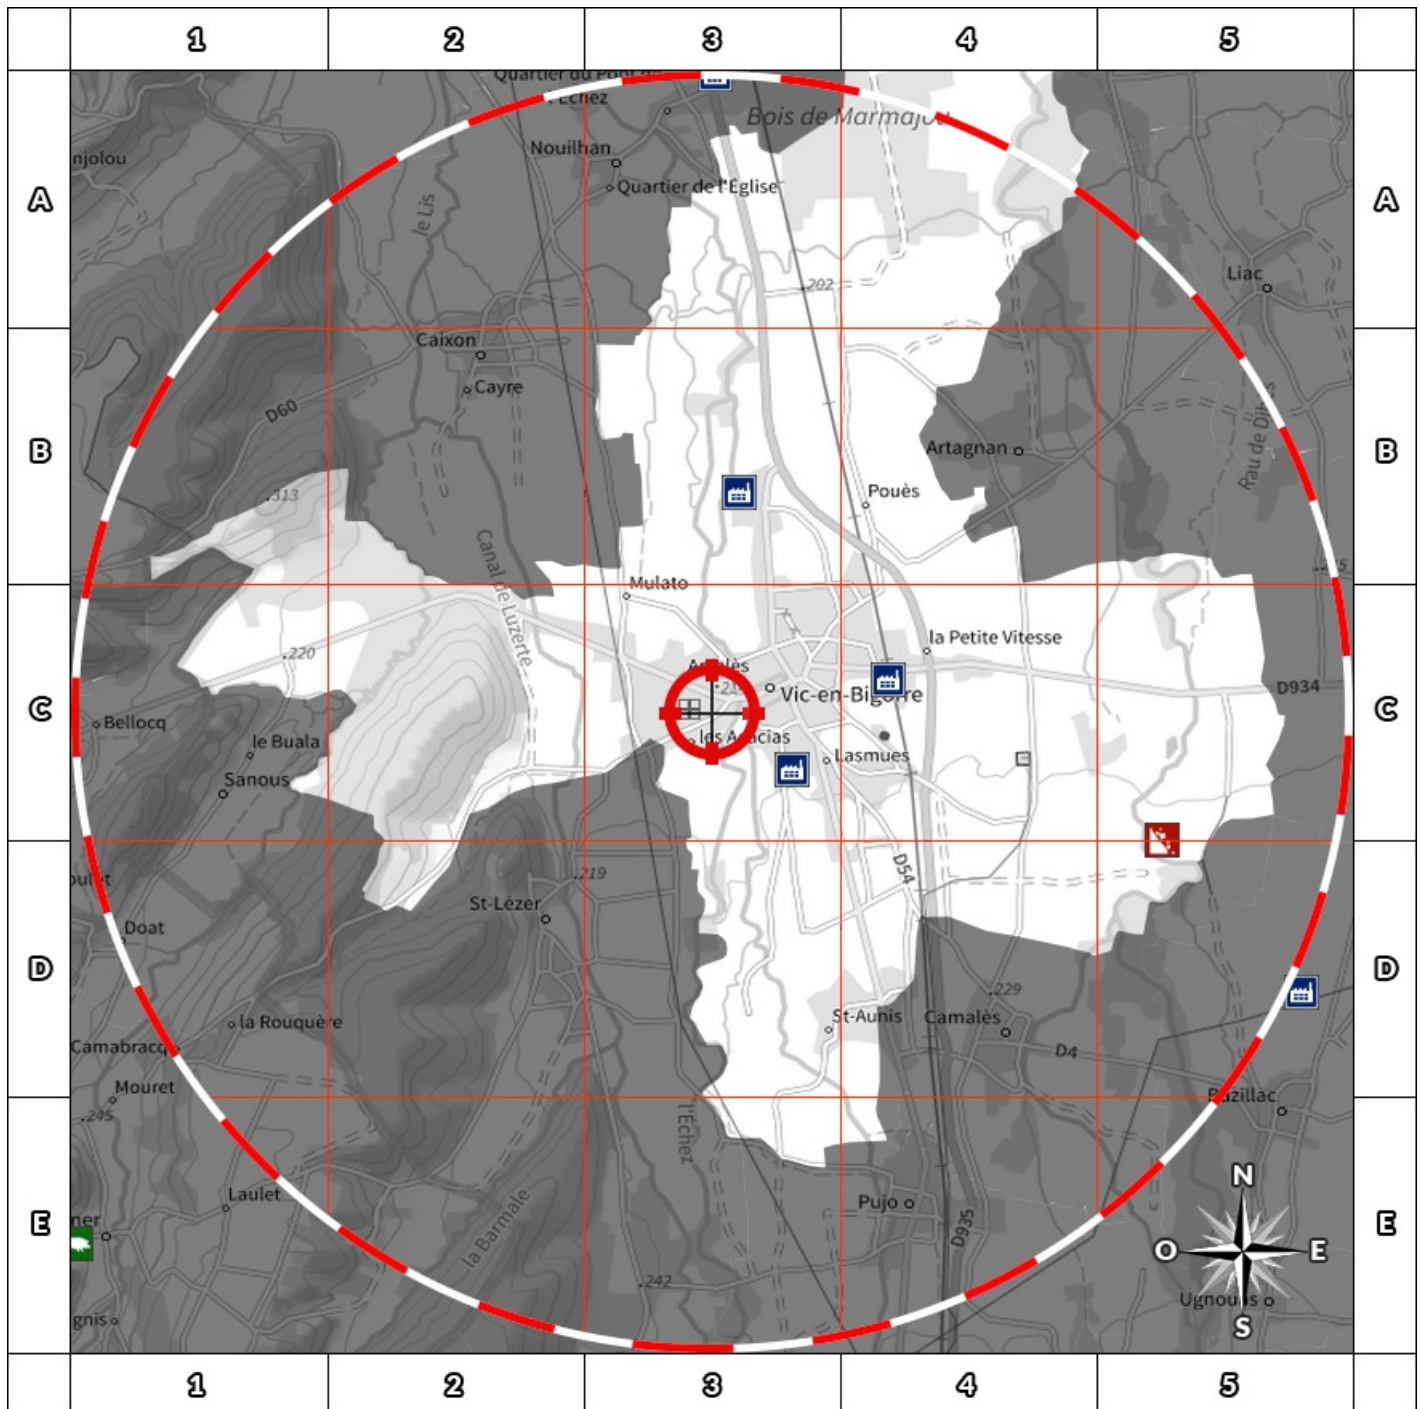 1 2 3 4 5
Quartier du Pont de
l'Échez
Bois de Marmajou
Nouilhan
njolou
Quartier de l'Église
A A
le Lis
Liac
.202
Caixon
Cayre
D60
B B
Artagnan
Rau de
Pouès
.313
Canal de Luzerte
Mulato
la Petite Vitesse
.220
D934
Vic-en-Bigorre
C C
Bellocq
le Buala
les Acacias
Lasmues
Sanous
D54
.219
St-Lézer
Doat
D D
.229
St-Aunis Camalès
la Rouquère
Camabracq
D4
Mouret
Bazillac
.245
l'Échez
N
Laulet
Pujo
ner
E E
la Barmale
D935
O E
.242
Ugnouas
gnis
S
1 2 3 4 5